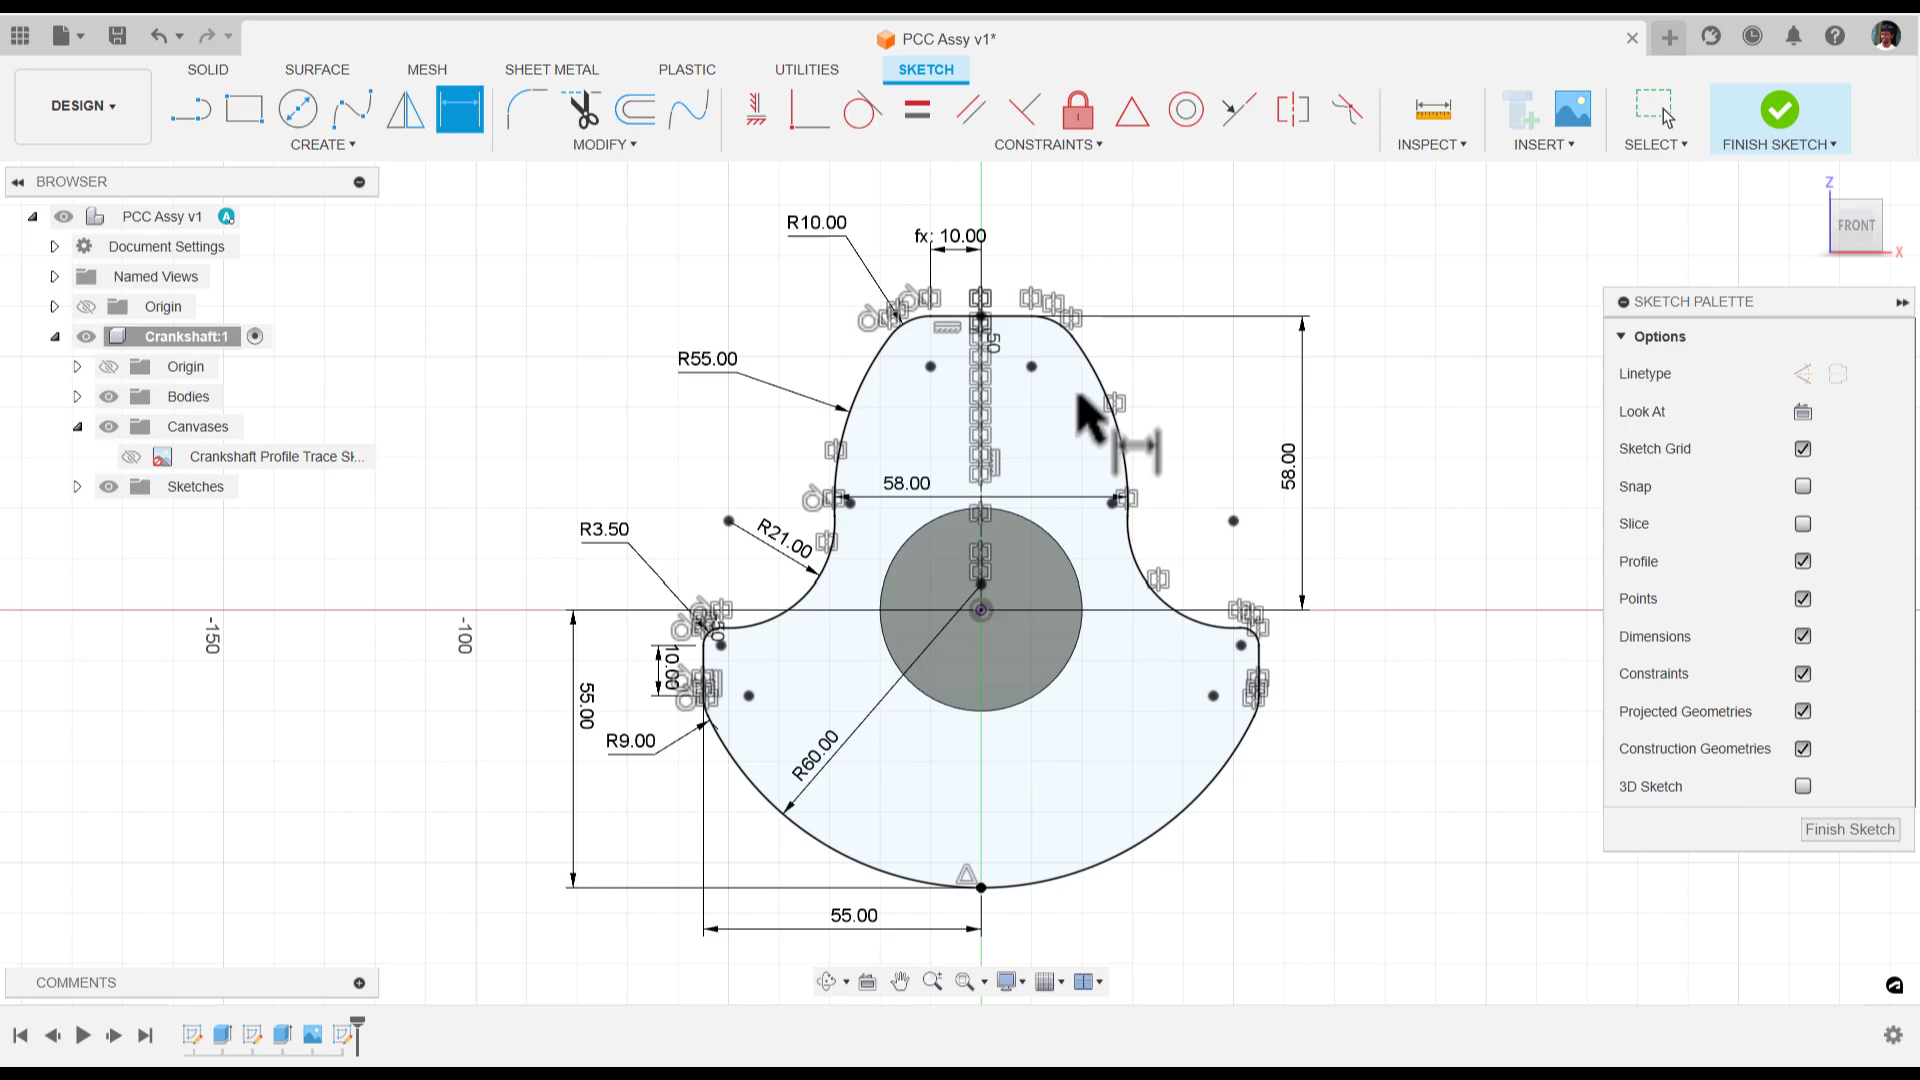 PCC Assy v1*
SOLID SURFACE MESH SHEET METAL PLASTIC UTILITIES SKETCH
DESIGN
CREATE MODIFY CONSTRAINTS INSPECT INSERT SELECT FINISH SKETCH
BROWSER
PCC Assy v1
Document Settings
Named Views
Origin
Crankshaft:1
Origin
Bodies
Canvases
Crankshaft Profile Trace Sk...
Sketches
R10.00
fx: 10.00
50
R55.00
58.00
58.00
R21.00
R3.50
10.00
55.00
R9.00
R60.00
55.00
-150
-100
Z
FRONT
X
SKETCH PALETTE
Options
Linetype
Look At
Sketch Grid
Snap
Slice
Profile
Points
Dimensions
Constraints
Projected Geometries
Construction Geometries
3D Sketch
Finish Sketch
COMMENTS